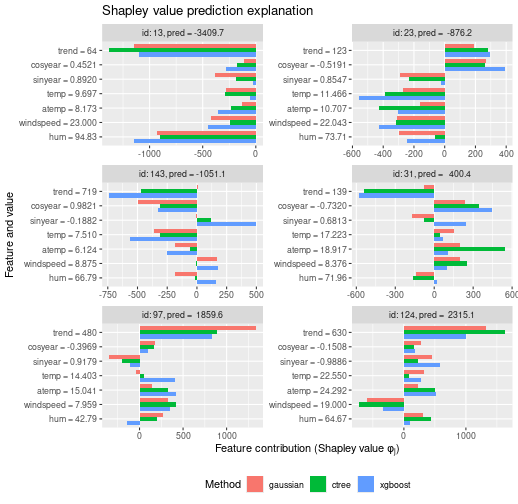 Shapley value prediction explanation
id: 13, pred = -3409.7
id: 23, pred = -876.2
trend = 64
cosyear = 0.4521
sinyear = 0.8920
temp = 9.697
atemp = 8.173
windspeed = 23.000
hum = 94.83
-1000
-500
0
trend = 123
cosyear = -0.5191
sinyear = 0.8547
temp = 11.466
atemp = 10.707
windspeed = 22.043
hum = 73.71
-600
-400
-200
0
200
400
id: 143, pred = -1051.1
id: 31, pred = 400.4
trend = 719
cosyear = 0.9821
sinyear = -0.1882
temp = 7.510
atemp = 6.124
windspeed = 8.875
hum = 66.79
-750
-500
-250
0
250
500
trend = 139
cosyear = -0.7320
sinyear = 0.6813
temp = 17.223
atemp = 18.917
windspeed = 8.376
hum = 71.96
-600
-300
0
300
600
id: 97, pred = 1859.6
id: 124, pred = 2315.1
trend = 480
cosyear = -0.3969
sinyear = 0.9179
temp = 14.403
atemp = 15.041
windspeed = 7.959
hum = 42.79
0
500
1000
trend = 630
cosyear = -0.1508
sinyear = -0.9886
temp = 22.550
atemp = 24.292
windspeed = 19.000
hum = 64.67
0
1000
Feature and value
Feature contribution (Shapley value φj)
Method gaussian ctree xgboost